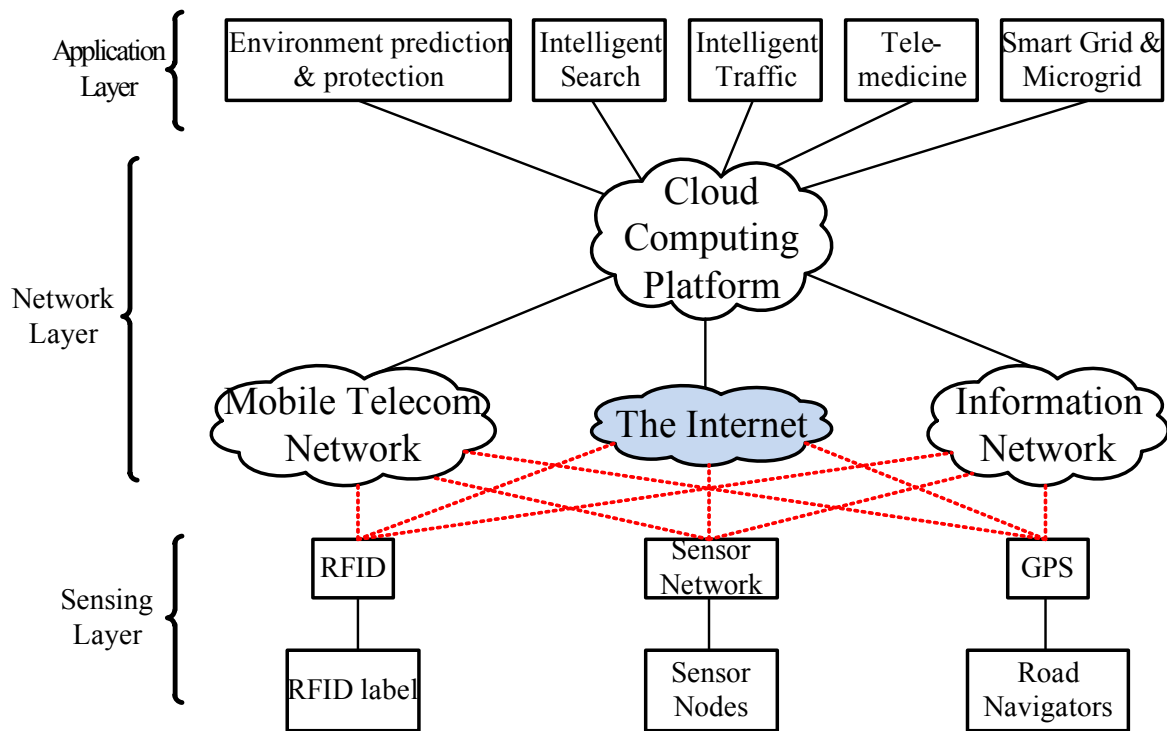 Application
Layer
Environment prediction
& protection
Intelligent
Search
Intelligent
Traffic
Tele-
medicine
Smart Grid &
Microgrid
Network
Layer
Cloud
Computing
Platform
Mobile Telecom
Network
The Internet
Information
Network
Sensing
Layer
RFID
Sensor
Network
GPS
RFID label
Sensor
Nodes
Road
Navigators